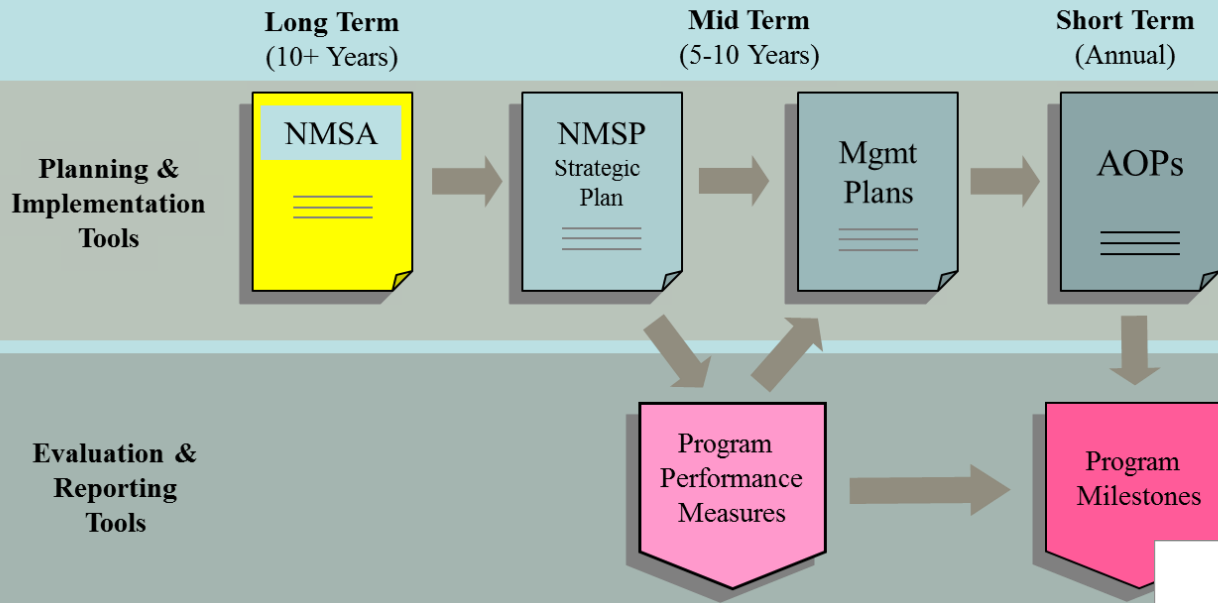 Long Term
(10+ Years)
Mid Term
(5-10 Years)
Short Term
(Annual)
Planning &
Implementation
Tools
NMSA
NMSP
Strategic
Plan
Mgmt
Plans
AOPs
Evaluation &
Reporting
Tools
Program
Performance
Measures
Program
Milestones